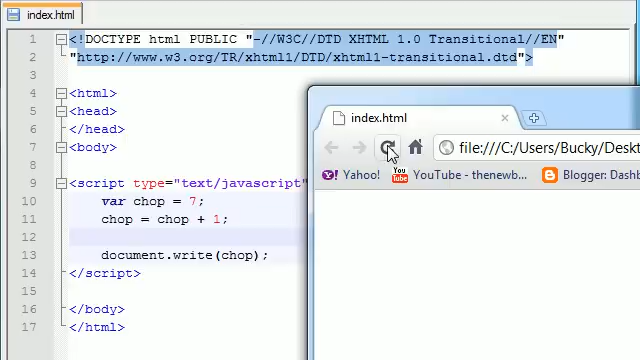 index.html
1 <!DOCTYPE html PUBLIC "-//W3C//DTD XHTML 1.0 Transitional//EN"
2 "http://www.w3.org/TR/xhtml1/DTD/xhtml1-transitional.dtd">
3
4 <html>
5 <head>
6 </head>
7 <body>
8
9 <script type="text/javascript"
10 var chop = 7;
11 chop = chop + 1;
12
13 document.write(chop);
14 </script>
15
16 </body>
17 </html>
index.html
file:///C:/Users/Bucky/Deskt
Yahoo! You Tube YouTube - thenewb... Blogger: Dashb